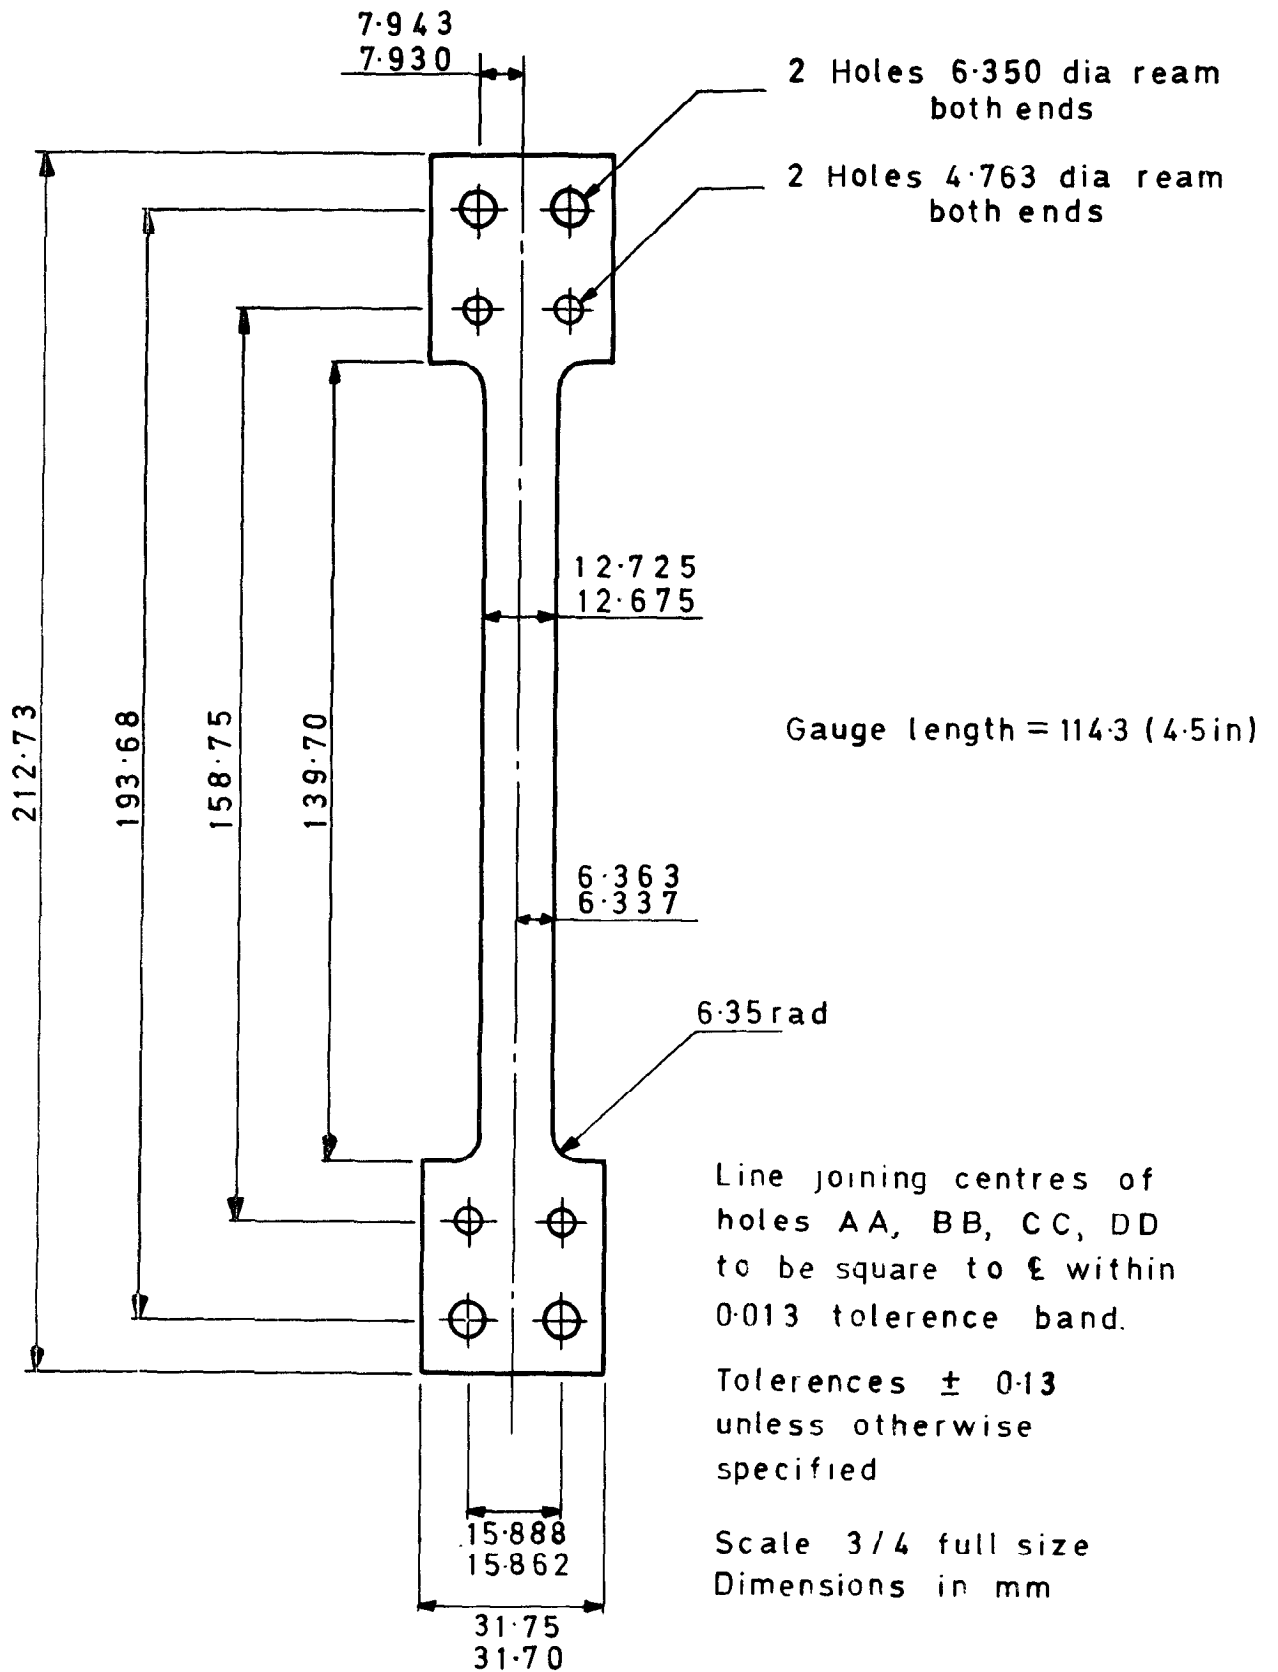 7·943
7·930
2 Holes 6·350 dia ream
both ends
2 Holes 4·763 dia ream
both ends
12·725
12·675
212·73
193·68
158·75
139·70
Gauge length = 114·3 (4·5in)
6·363
6·337
6·35 rad
Line joining centres of
holes AA, BB, CC, DD
to be square to ℄ within
0·013 tolerence band.
Tolerences ± 0·13
unless otherwise
specified
15·888
15·862
Scale 3/4 full size
Dimensions in mm
31·75
31·70